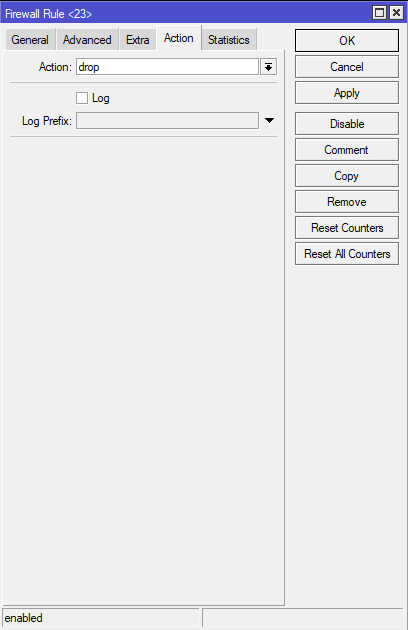 Firewall Rule <23>
General Advanced Extra Action Statistics
Action: drop
Log
Log Prefix:
OK
Cancel
Apply
Disable
Comment
Copy
Remove
Reset Counters
Reset All Counters
enabled